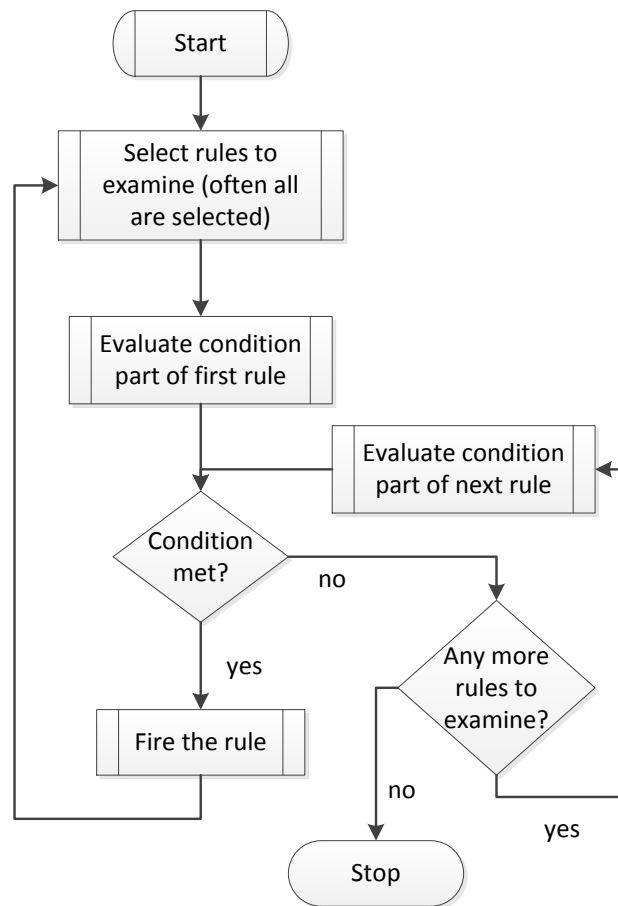 Start
Select rules to
examine (often all
are selected)
Evaluate condition
part of first rule
Evaluate condition
part of next rule
Condition
met?
no
yes
Any more
rules to
examine?
Fire the rule
no
yes
Stop